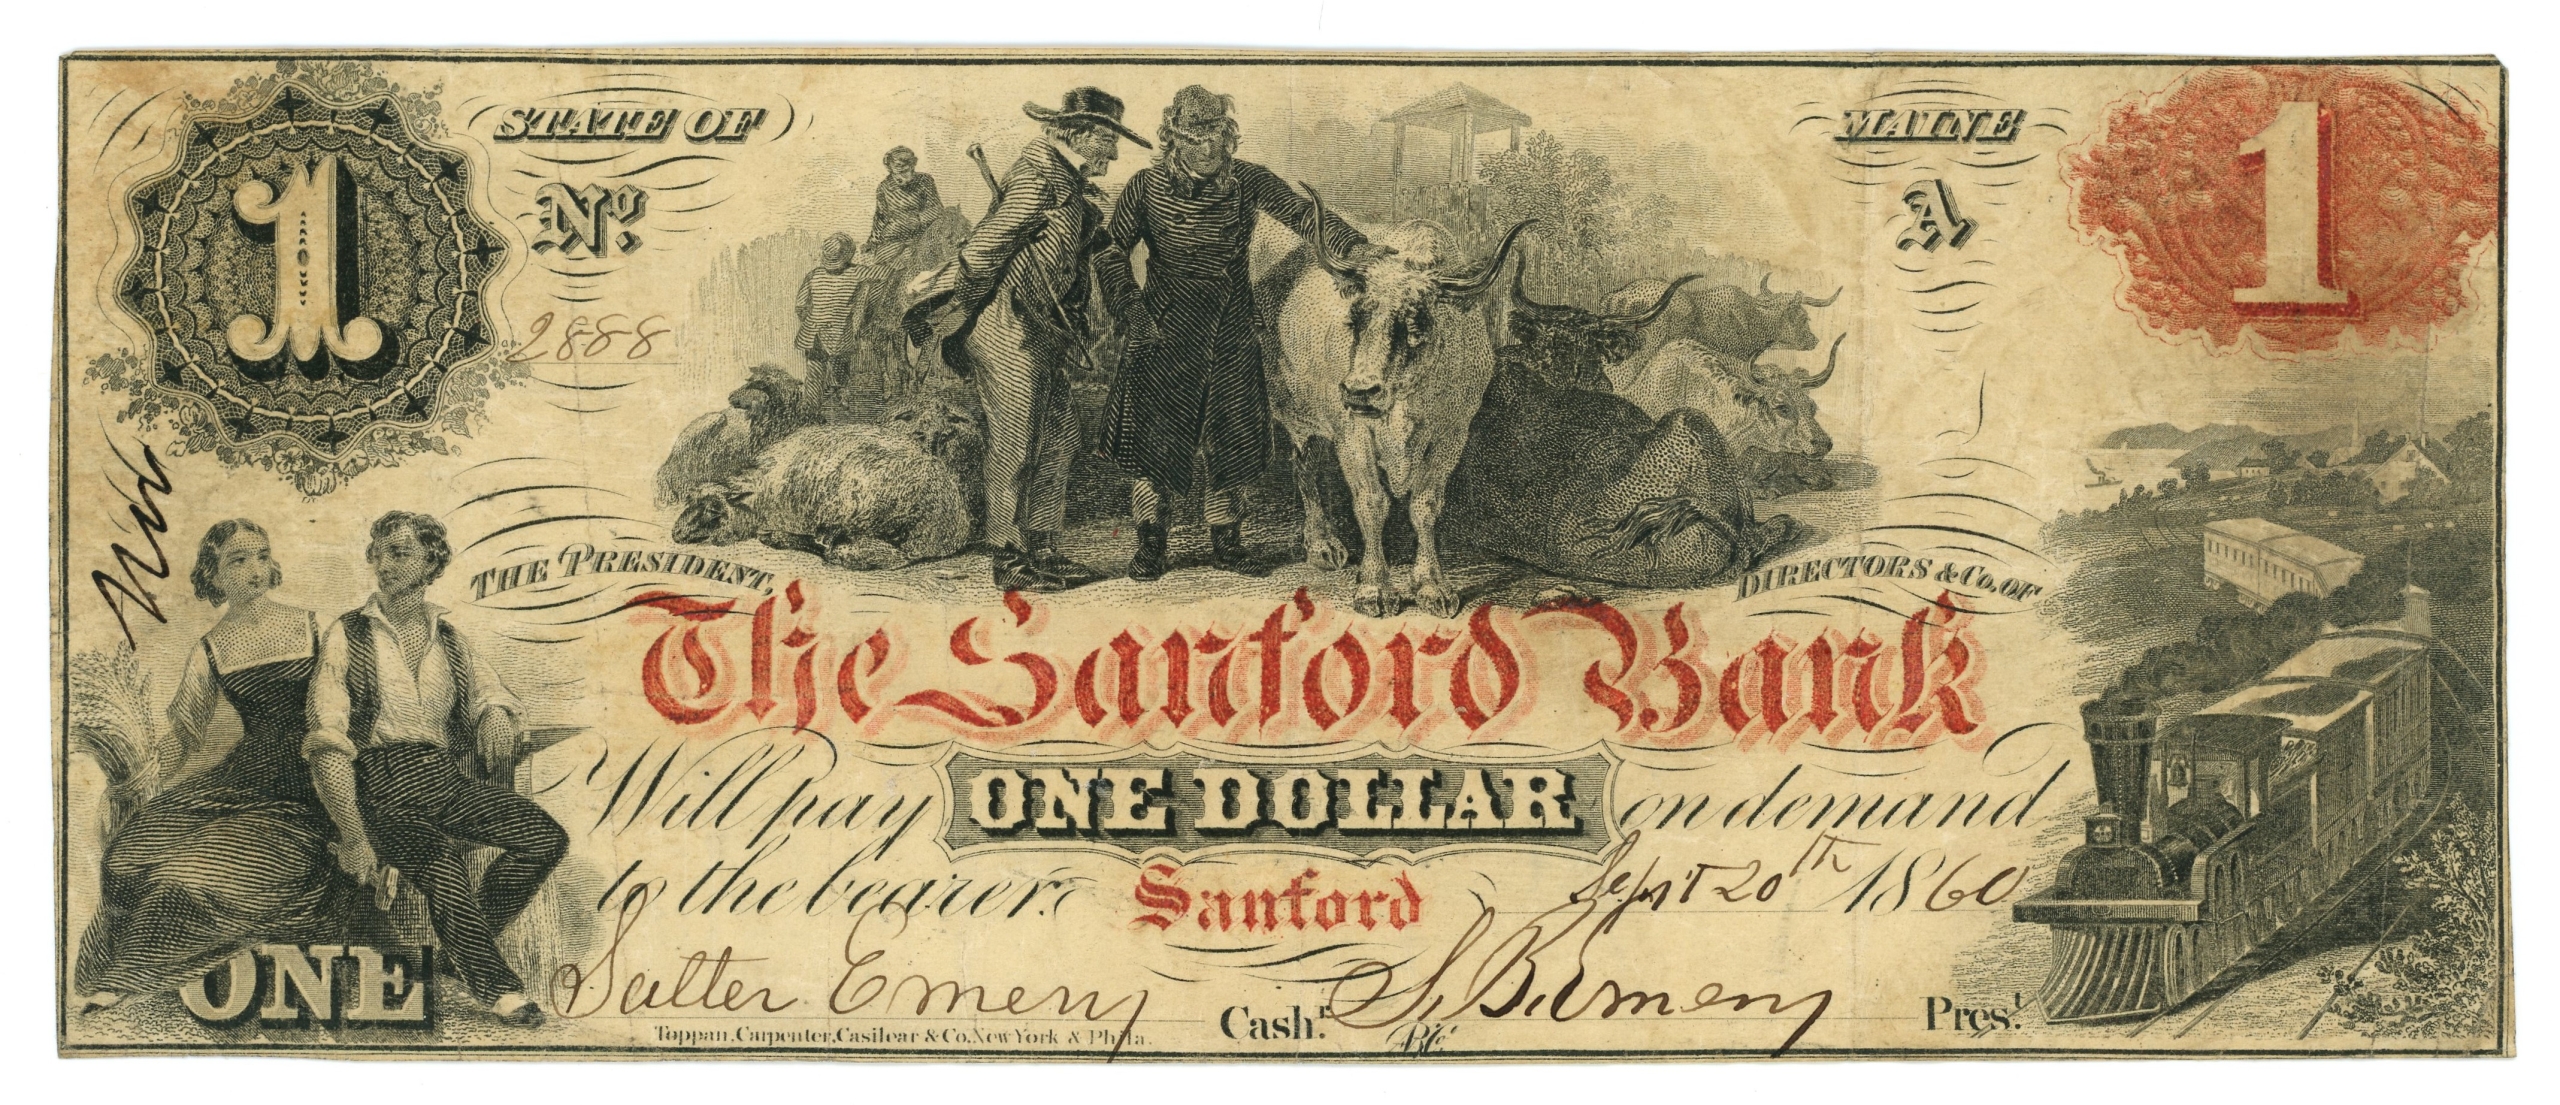 1
STATE OF
MAINE
1
No.
A
2888
THE PRESIDENT,
DIRECTORS & Co. OF
The Sanford Bank
Will pay ONE DOLLAR on demand
to the bearer.
Sanford
Sept 20th 1860
ONE
Salter Emery Cashr.
S. B. Emery Prest.
Toppan, Carpenter, Casilear & Co. New York & Phila.